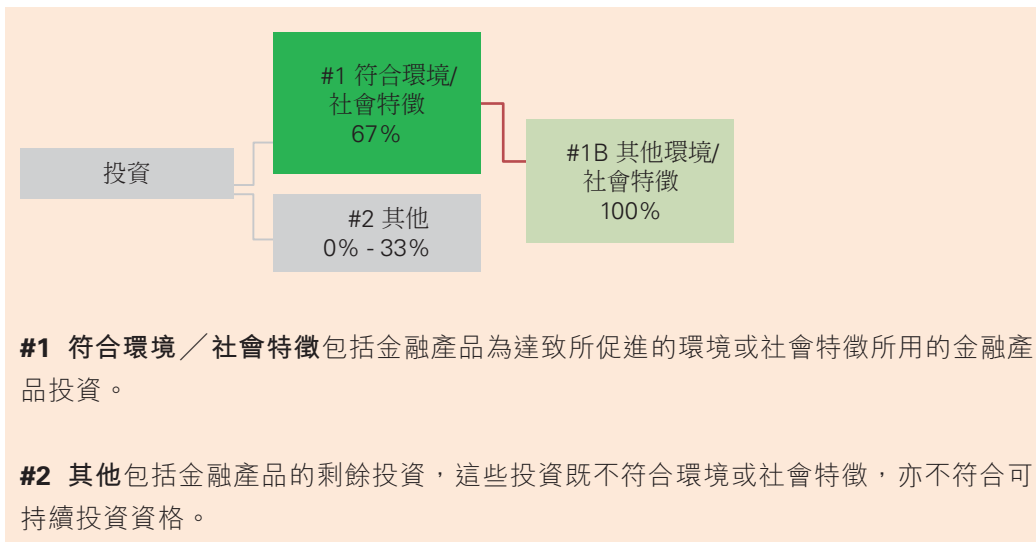 #1 符合環境/
社會特徵
67%
投資
#1B 其他環境/
社會特徵
100%
#2 其他
0% - 33%
#1 符合環境／社會特徵包括金融產品為達致所促進的環境或社會特徵所用的金融產
品投資。
#2 其他包括金融產品的剩餘投資，這些投資既不符合環境或社會特徵，亦不符合可
持續投資資格。